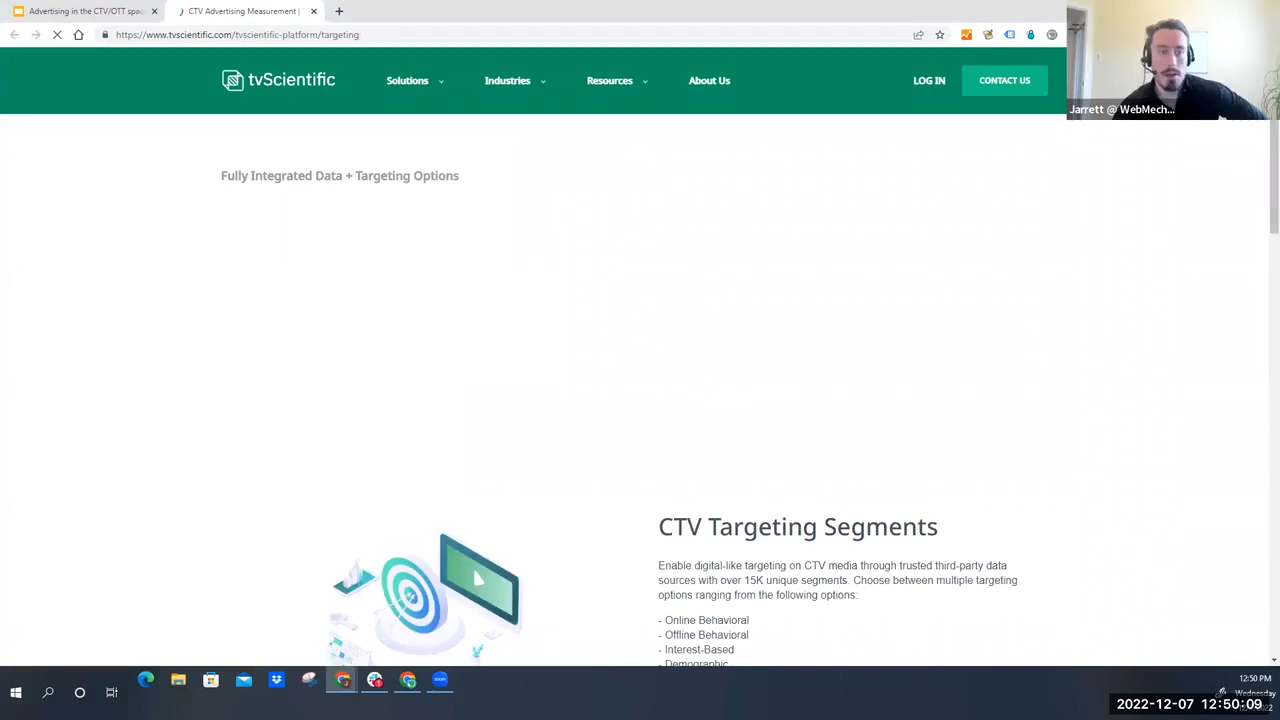 Advertising in the CTV/OTT spac
CTV Advertising Measurement |
https://www.tvscientific.com/tvscientific-platform/targeting
tvScientific
Solutions
Industries
Resources
About Us
LOG IN
CONTACT US
Jarrett @ WebMech...
Fully Integrated Data + Targeting Options
CTV Targeting Segments
Enable digital-like targeting on CTV media through trusted third-party data
sources with over 15K unique segments. Choose between multiple targeting
options ranging from the following options:
- Online Behavioral
- Offline Behavioral
- Interest-Based
- Demographic
12:50 PM
Wednesday
2022-12-07 12:50:09